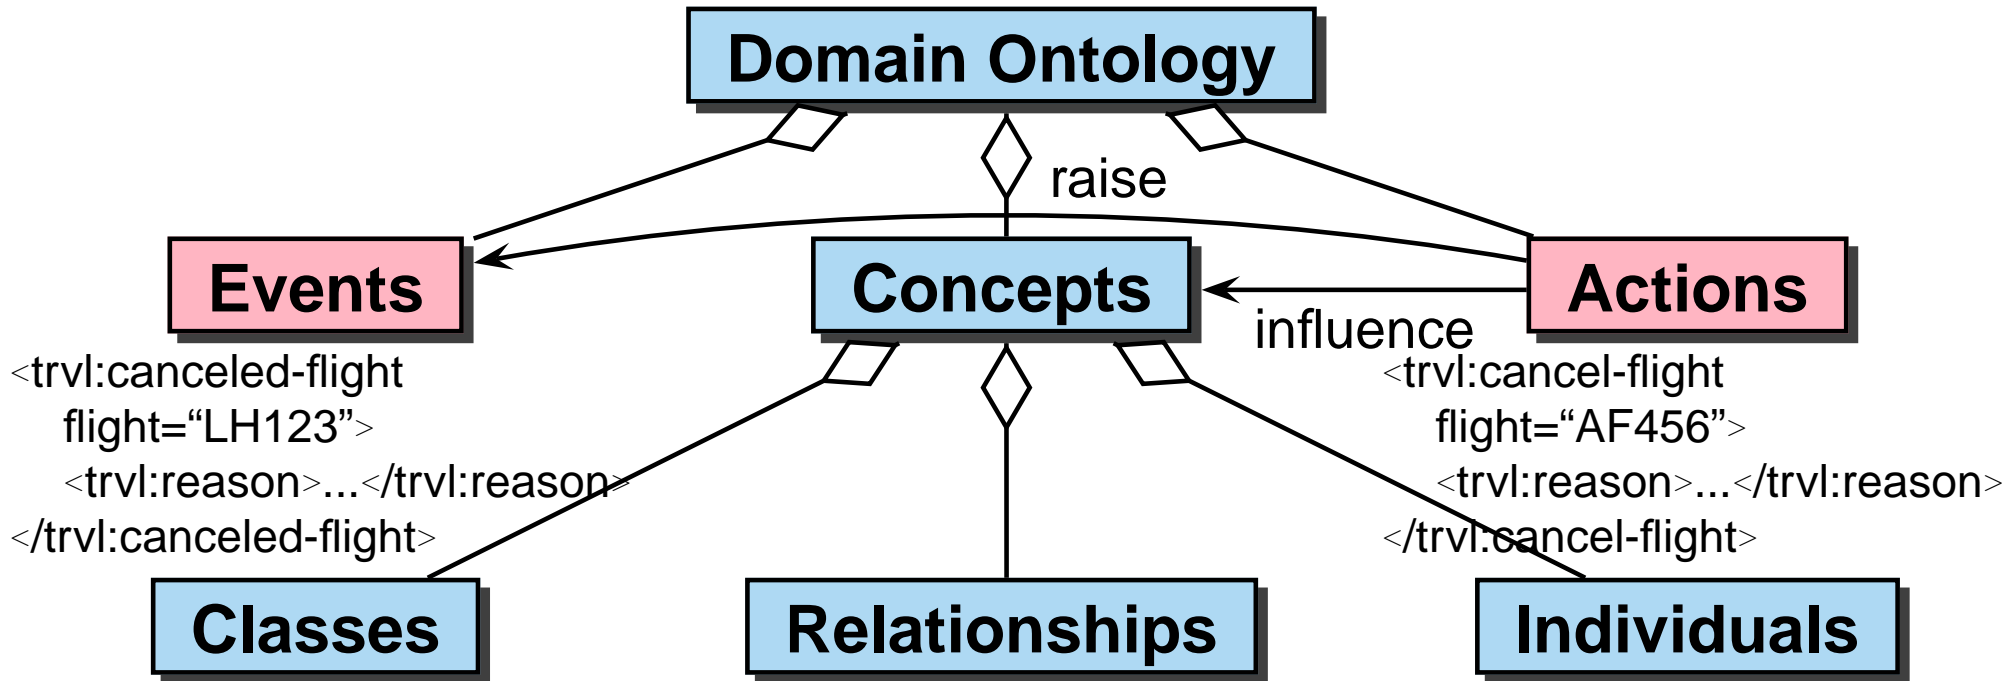 Domain Ontology
raise
Events
Concepts
Actions
influence
<trvl:canceled-flight
flight=“LH123”>
<trvl:reason>...</trvl:reason>
</trvl:canceled-flight>
<trvl:cancel-flight
flight=“AF456”>
<trvl:reason>...</trvl:reason>
</trvl:cancel-flight>
Classes
Relationships
Individuals